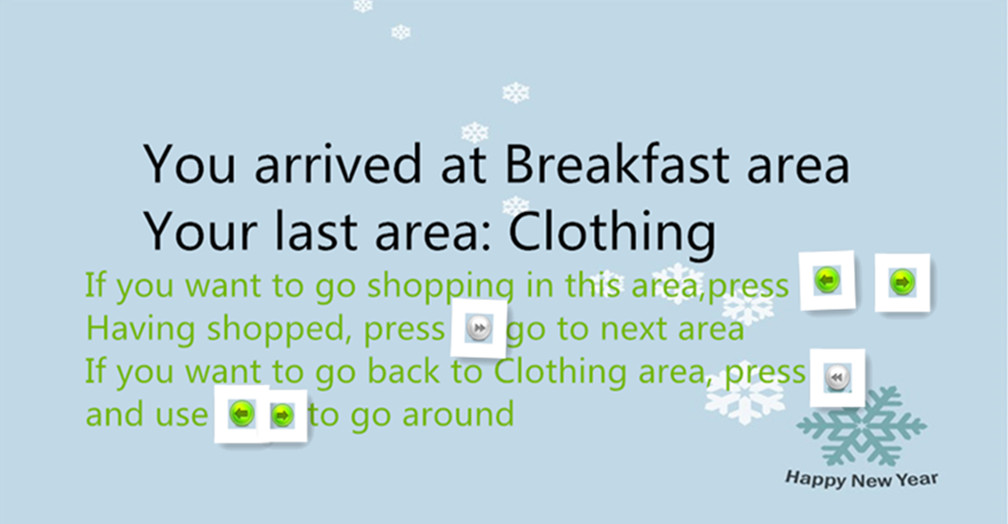 You arrived at Breakfast area
Your last area: Clothing
If you want to go shopping in this area,press
Having shopped, press go to next area
If you want to go back to Clothing area, press
and use to go around
Happy New Year